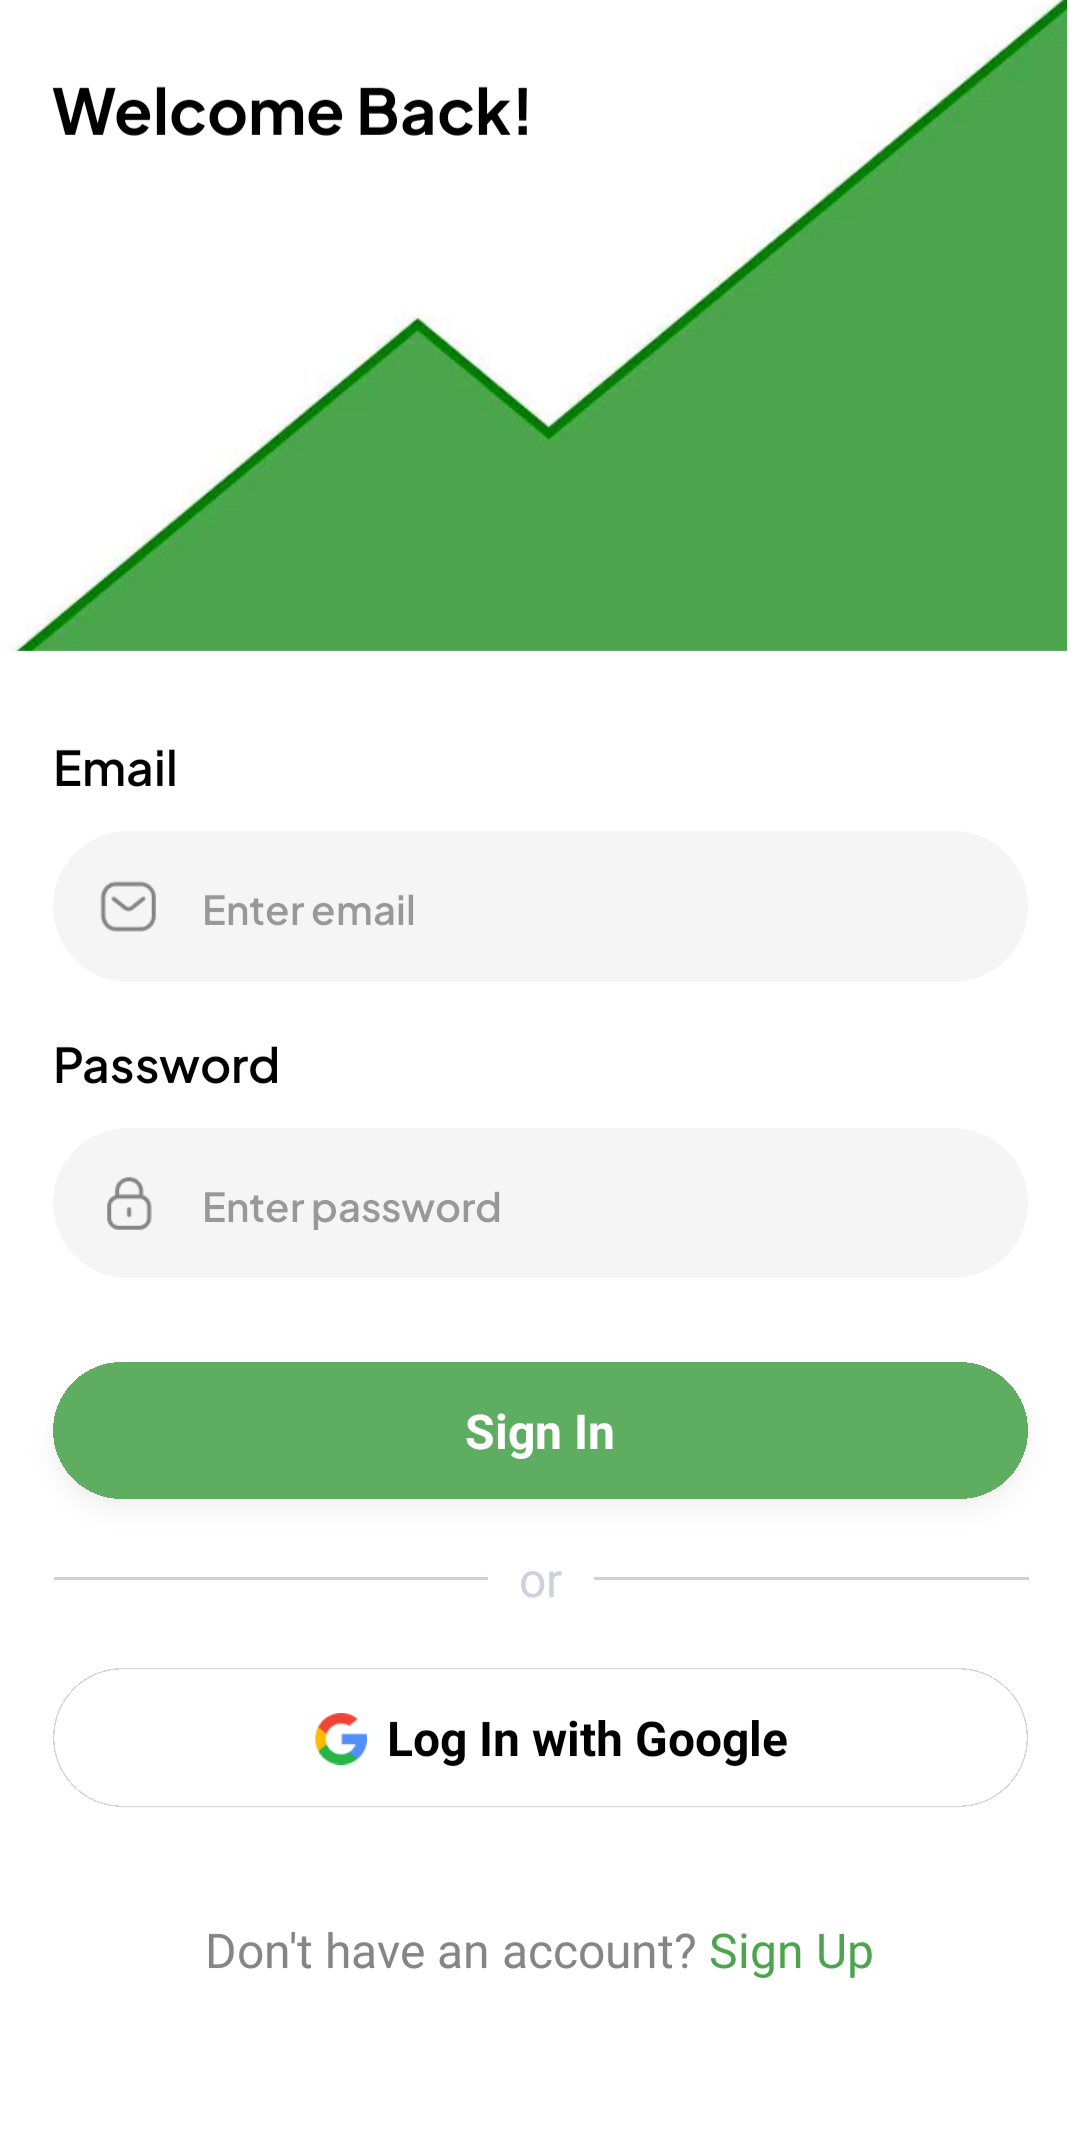 Welcome Back!
Email
Enter email
Password
Enter password
Sign In
or
Log In with Google
Don't have an account? Sign Up